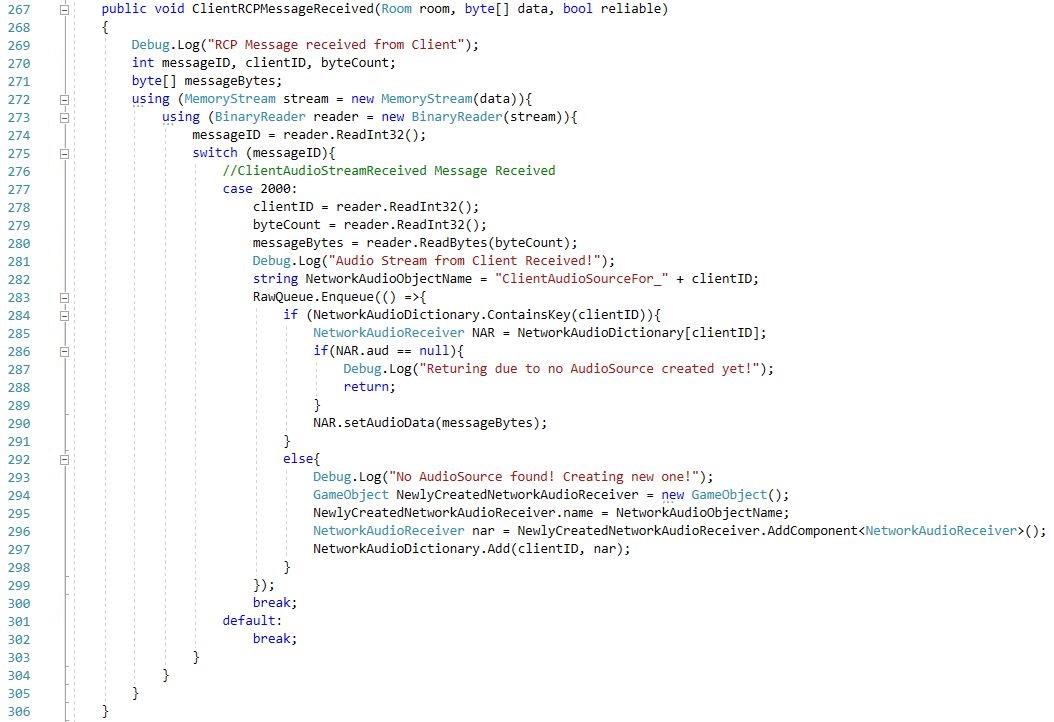 267 public void ClientRCPMessageReceived(Room room, byte[] data, bool reliable)
268 {
269 Debug.Log("RCP Message received from Client");
270 int messageID, clientID, byteCount;
271 byte[] messageBytes;
272 using (MemoryStream stream = new MemoryStream(data)){
273 using (BinaryReader reader = new BinaryReader(stream)){
274 messageID = reader.ReadInt32();
275 switch (messageID){
276 //ClientAudioStreamReceived Message Received
277 case 2000:
278 clientID = reader.ReadInt32();
279 byteCount = reader.ReadInt32();
280 messageBytes = reader.ReadBytes(byteCount);
281 Debug.Log("Audio Stream from Client Received!");
282 string NetworkAudioObjectName = "ClientAudioSourceFor_" + clientID;
283 RawQueue.Enqueue(() =>{
284 if (NetworkAudioDictionary.ContainsKey(clientID)){
285 NetworkAudioReceiver NAR = NetworkAudioDictionary[clientID];
286 if(NAR.aud == null){
287 Debug.Log("Returing due to no AudioSource created yet!");
288 return;
289 }
290 NAR.setAudioData(messageBytes);
291 }
292 else{
293 Debug.Log("No AudioSource found! Creating new one!");
294 GameObject NewlyCreatedNetworkAudioReceiver = new GameObject();
295 NewlyCreatedNetworkAudioReceiver.name = NetworkAudioObjectName;
296 NetworkAudioReceiver nar = NewlyCreatedNetworkAudioReceiver.AddComponent<NetworkAudioReceiver>();
297 NetworkAudioDictionary.Add(clientID, nar);
298 }
299 });
300 break;
301 default:
302 break;
303 }
304 }
305 }
306 }